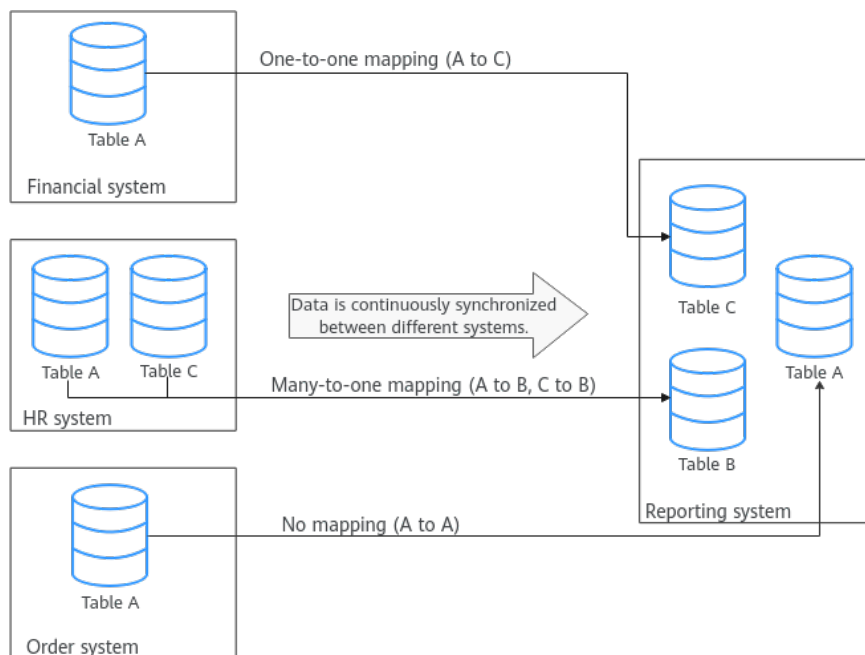 One-to-one mapping (A to C)
Table A
Financial system
Table C
Data is continuously synchronized
between different systems.
Table A
Table C
Table A
Many-to-one mapping (A to B, C to B)
HR system
Table B
Reporting system
No mapping (A to A)
Table A
Order system